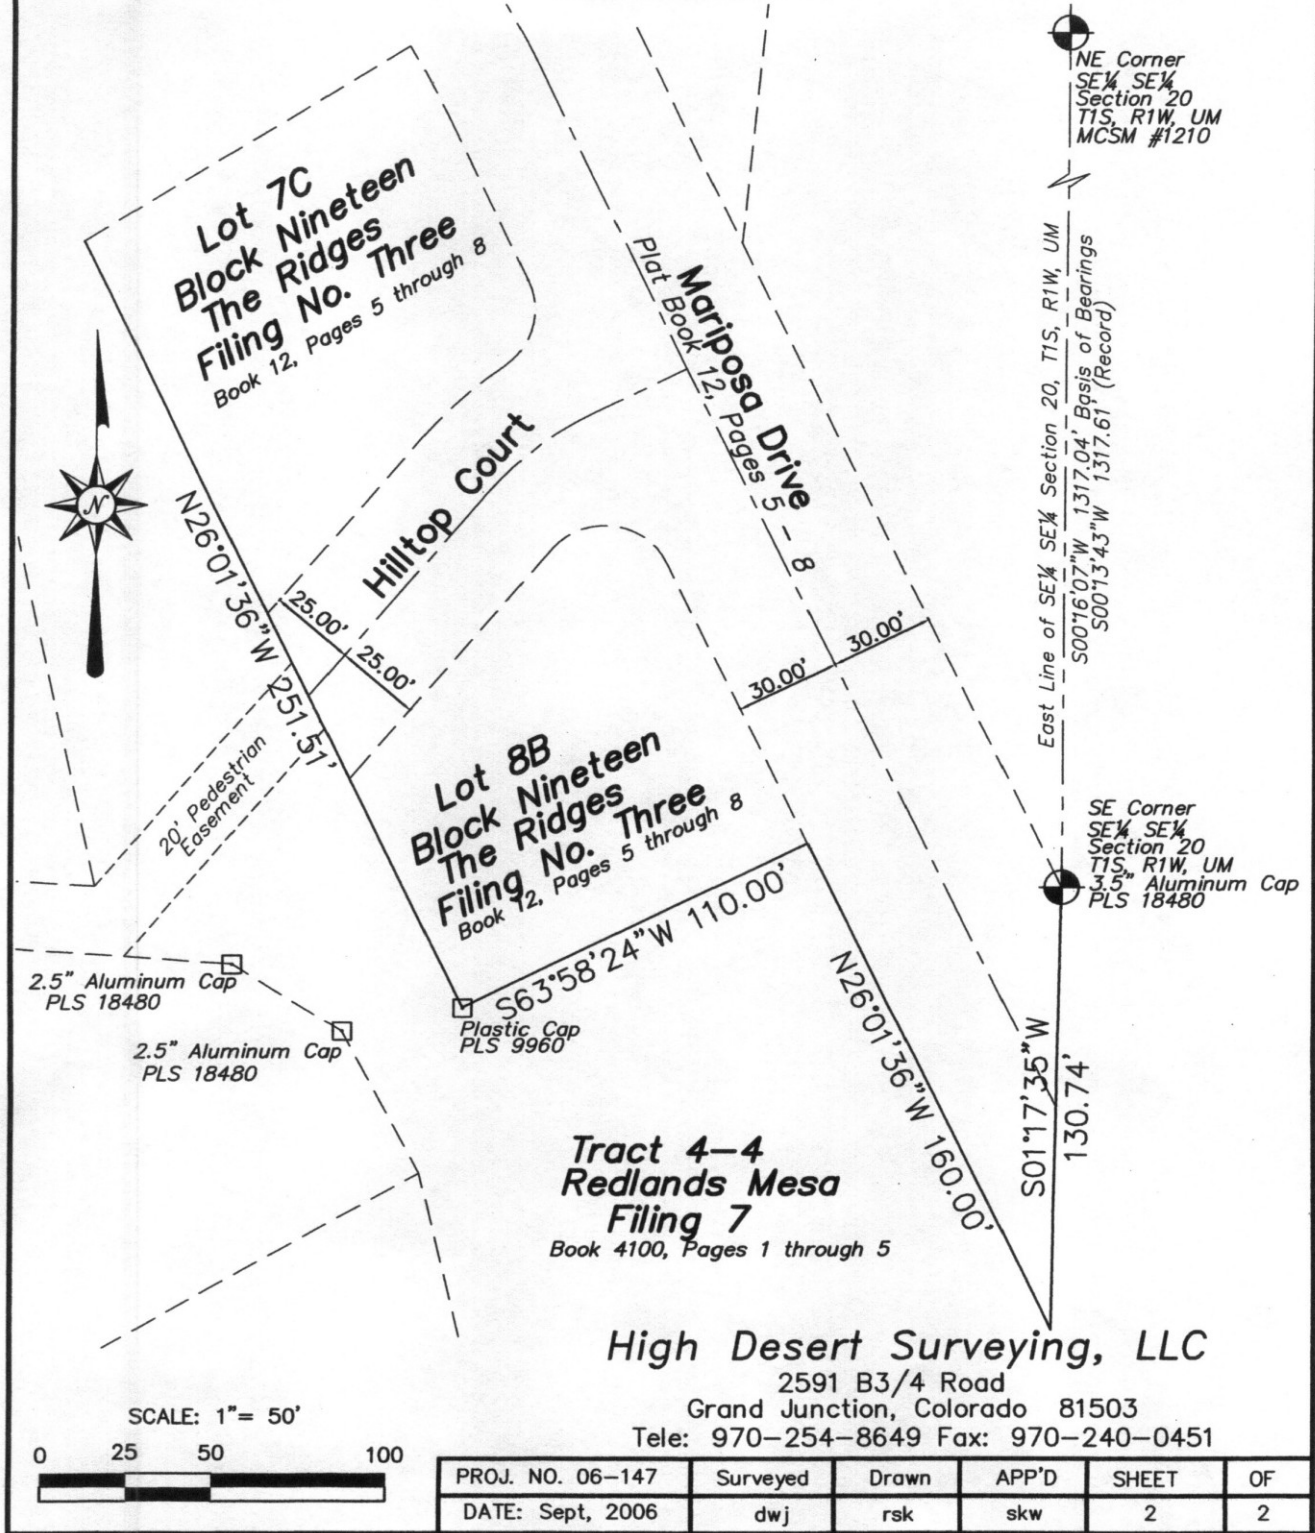 NE Corner
SE¼ SE¼
Section 20
T1S, R1W, UM
MCSM #1210
Lot 7C
Block Nineteen
The Ridges
Filing No. Three
Book 12, Pages 5 through 8
Mariposa Drive
Plat Book 12, Pages 5 - 8
East Line of SE¼ SE¼ Section 20, T1S, R1W, UM
S00°16'07"W 1317.04' Basis of Bearings
S00°13'43"W 1317.61' (Record)
Hilltop Court
N
N26°01'36"W 251.51'
25.00'
25.00'
30.00'
30.00'
20' Pedestrian
Easement
Lot 8B
Block Nineteen
The Ridges
Filing No. Three
Book 12, Pages 5 through 8
SE Corner
SE¼ SE¼
Section 20
T1S, R1W, UM
3.5" Aluminum Cap
PLS 18480
S63°58'24"W 110.00'
2.5" Aluminum Cap
PLS 18480
Plastic Cap
PLS 9960
2.5" Aluminum Cap
PLS 18480
N26°01'36"W 160.00'
S01°17'35"W
130.74'
Tract 4-4
Redlands Mesa
Filing 7
Book 4100, Pages 1 through 5
High Desert Surveying, LLC
2591 B3/4 Road
Grand Junction, Colorado 81503
Tele: 970-254-8649 Fax: 970-240-0451
SCALE: 1"= 50'
0 25 50 100
PROJ. NO. 06-147 Surveyed Drawn APP'D SHEET OF
DATE: Sept, 2006 dwj rsk skw 2 2